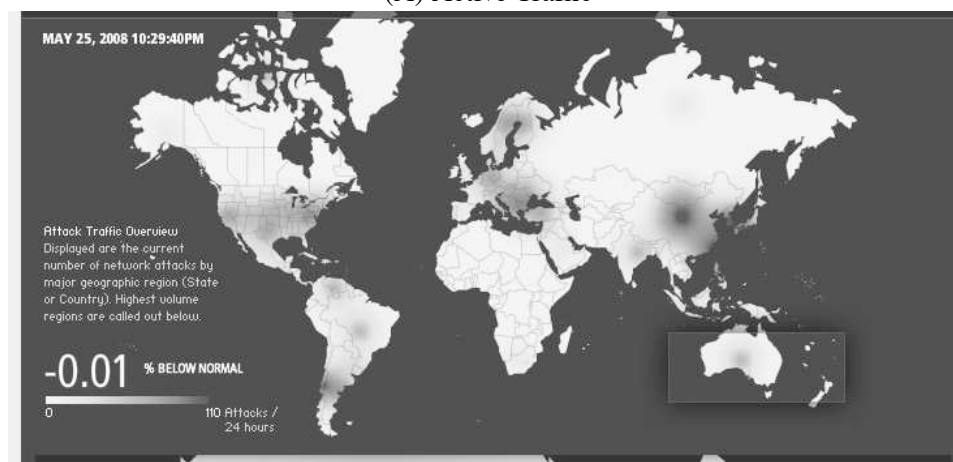 (A) Active Traffic
MAY 25, 2008 10:29:40PM
Attack Traffic Overview
Displayed are the current
number of network attacks by
major geographic region (State
or Country). Highest volume
regions are called out below.
-0.01 % BELOW NORMAL
0 110 Attacks /
24 hours